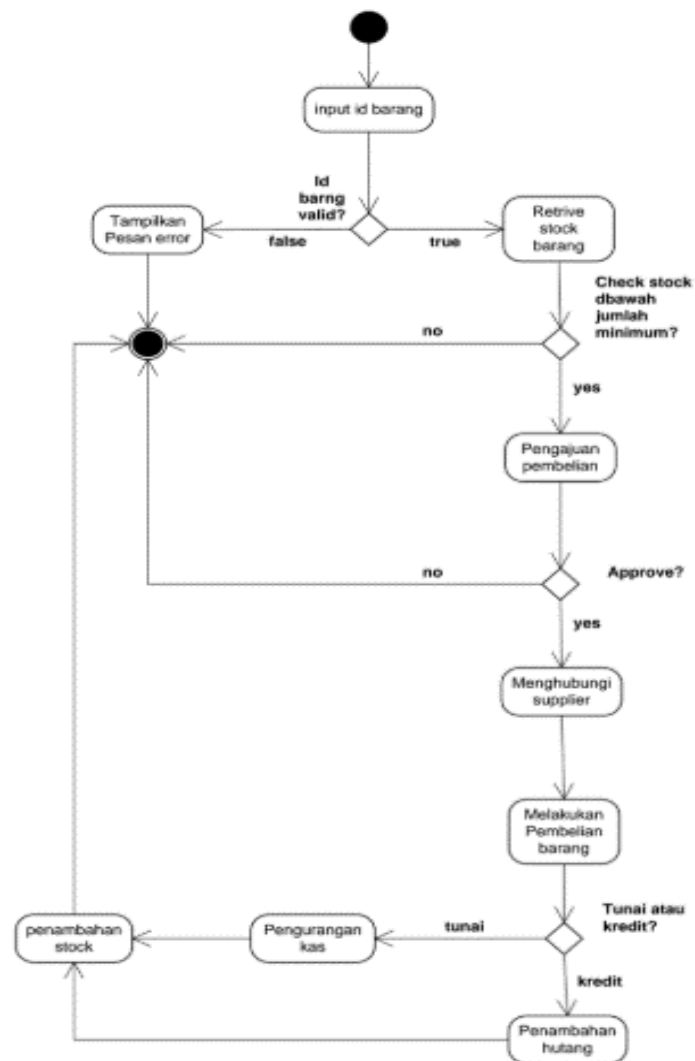 input id barang
Id
barng
valid?
Tampilkan
Pesan error
false
true
Retrive
stock
barang
Check stock
dbawah
jumlah
minimum?
no
yes
Pengajuan
pembelian
no
Approve?
yes
Menghubungi
supplier
Melakukan
Pembelian
barang
Tunai atau
kredit?
tunai
Pengurangan
kas
penambahan
stock
kredit
Penambahan
hutang